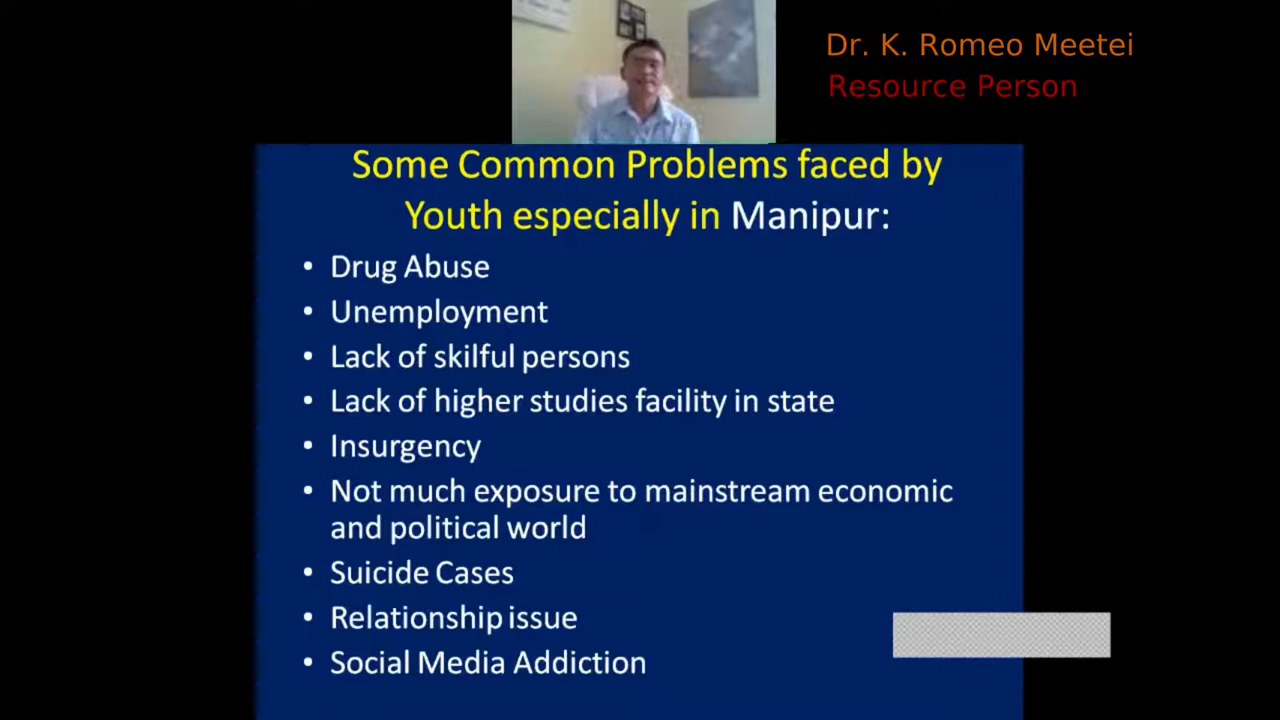 Dr. K. Romeo Meetei
Resource Person
Some Common Problems faced by
Youth especially in Manipur:
• Drug Abuse
• Unemployment
• Lack of skilful persons
• Lack of higher studies facility in state
• Insurgency
• Not much exposure to mainstream economic
and political world
• Suicide Cases
• Relationship issue
• Social Media Addiction